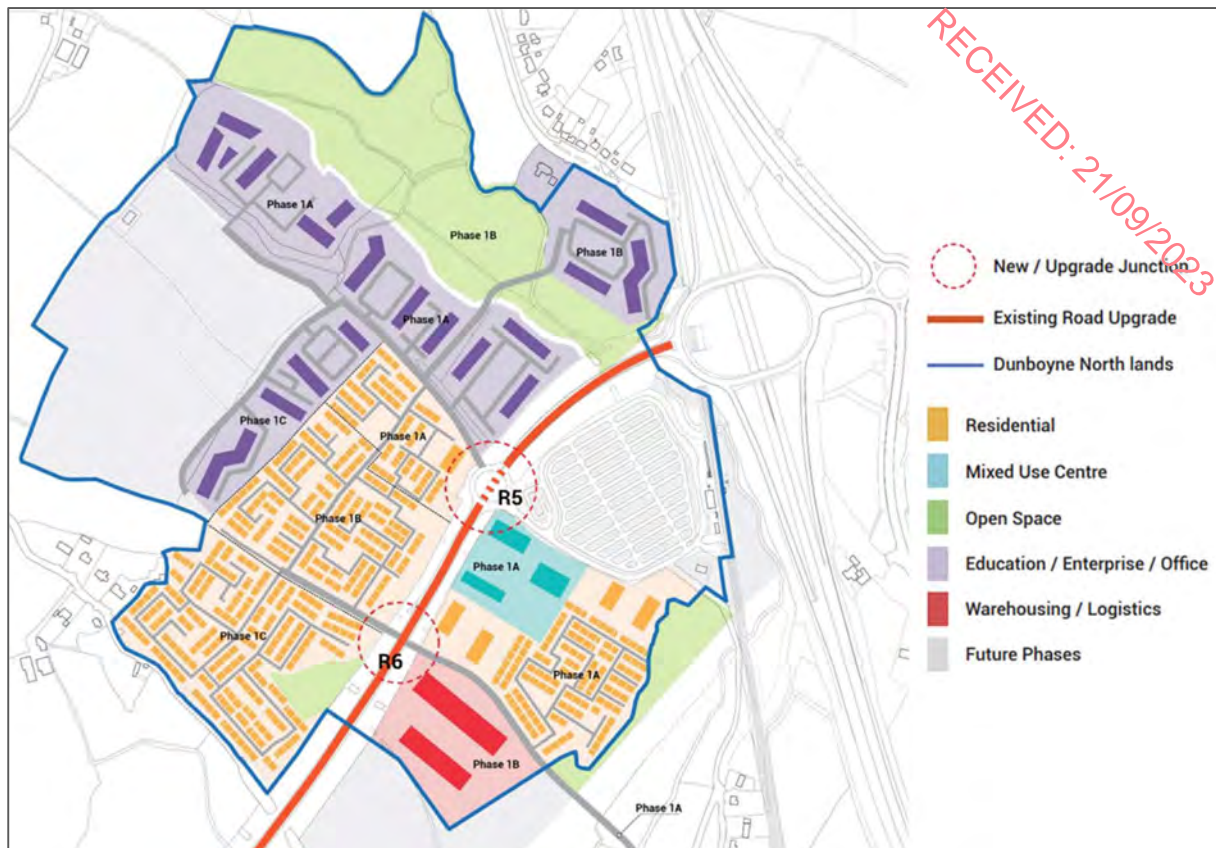 RECEIVED: 21/09/2023
Phase 1A
Phase 1B
Phase 1B
Phase 1A
Phase 1C
Phase 1A
Phase 1B
R5
Phase 1A
Phase 1C
R6
Phase 1A
Phase 1B
Phase 1A
New / Upgrade Junction
Existing Road Upgrade
Dunboyne North lands
Residential
Mixed Use Centre
Open Space
Education / Enterprise / Office
Warehousing / Logistics
Future Phases